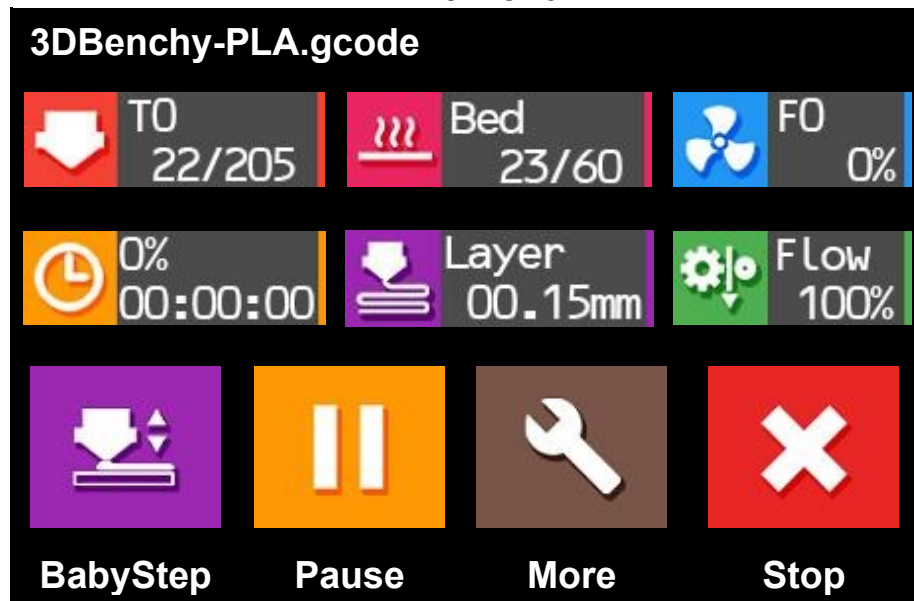 3DBenchy-PLA.gcode
T0
22/205
Bed
23/60
F0
0%
0%
00:00:00
Layer
00.15mm
Flow
100%
BabyStep
Pause
More
Stop